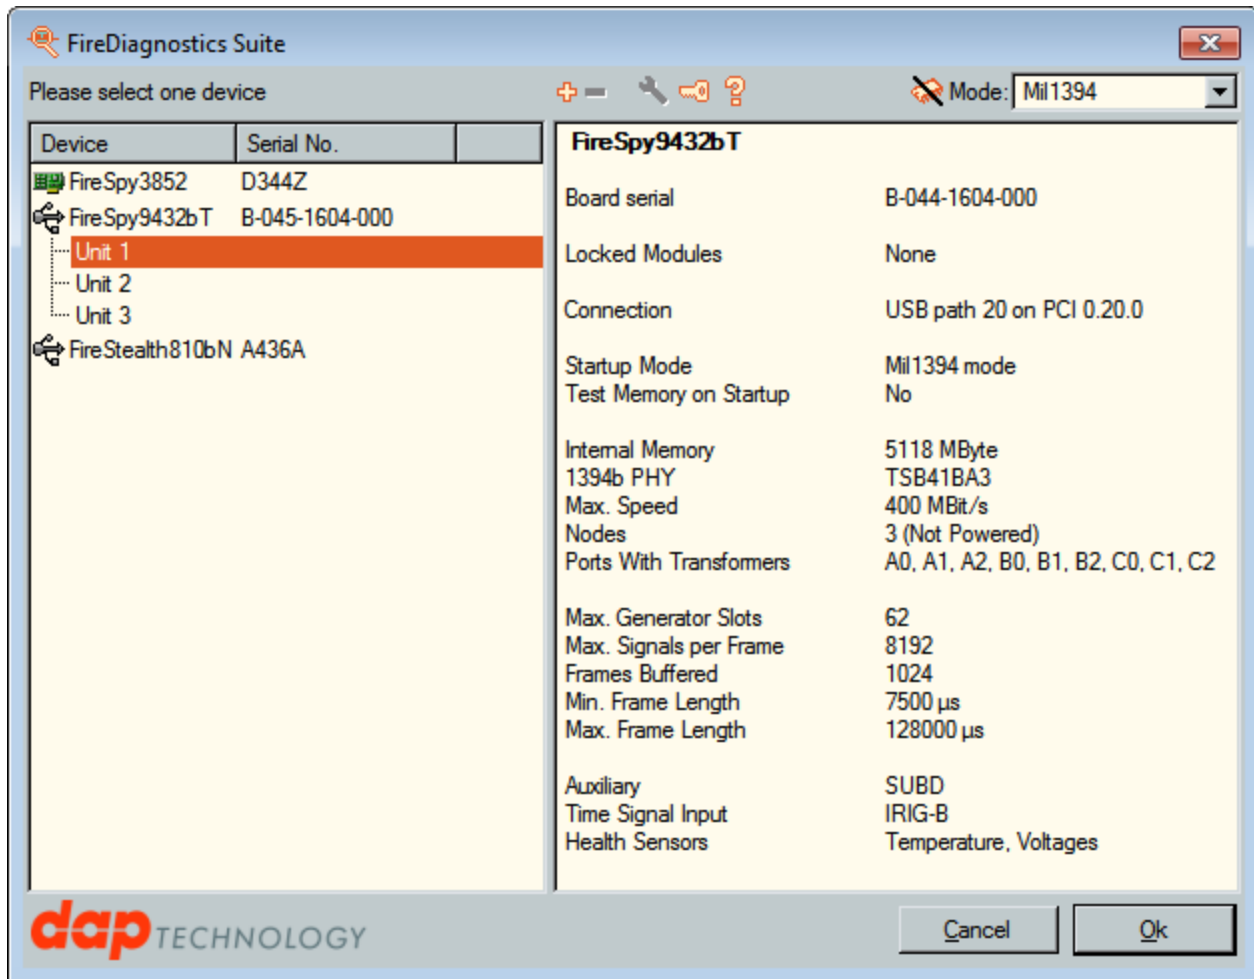 FireDiagnostics Suite
Please select one device
Mode: Mil1394
Device Serial No.
FireSpy3852 D344Z
FireSpy9432bT B-045-1604-000
Unit 1
Unit 2
Unit 3
FireStealth810bN A436A
FireSpy9432bT
Board serial B-044-1604-000
Locked Modules None
Connection USB path 20 on PCI 0.20.0
Startup Mode Mil1394 mode
Test Memory on Startup No
Internal Memory 5118 MByte
1394b PHY TSB41BA3
Max. Speed 400 MBit/s
Nodes 3 (Not Powered)
Ports With Transformers A0, A1, A2, B0, B1, B2, C0, C1, C2
Max. Generator Slots 62
Max. Signals per Frame 8192
Frames Buffered 1024
Min. Frame Length 7500 µs
Max. Frame Length 128000 µs
Auxiliary SUBD
Time Signal Input IRIG-B
Health Sensors Temperature, Voltages
dap TECHNOLOGY
Cancel Ok